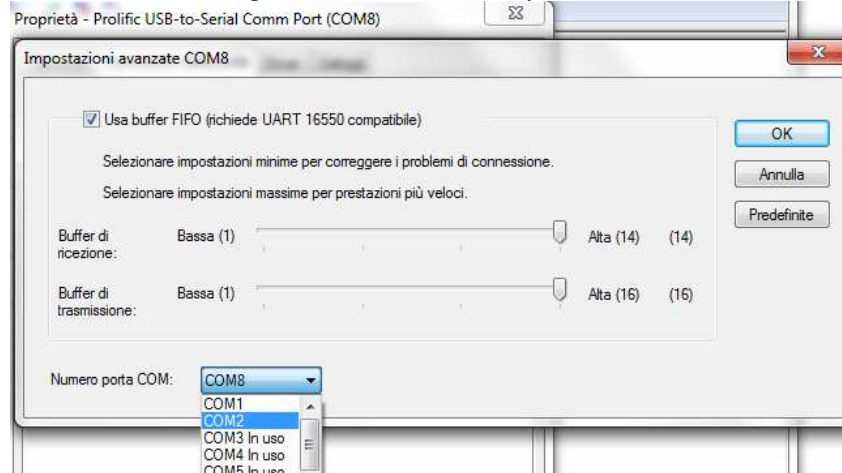 Proprietà - Prolific USB-to-Serial Comm Port (COM8)
Impostazioni avanzate COM8
Usa buffer FIFO (richiede UART 16550 compatibile)
OK
Selezionare impostazioni minime per correggere i problemi di connessione.
Annulla
Selezionare impostazioni massime per prestazioni più veloci.
Predefinite
Buffer di ricezione:
Bassa (1)
Alta (14)
(14)
Buffer di trasmissione:
Bassa (1)
Alta (16)
(16)
Numero porta COM:
COM8
COM1
COM2
COM3 In uso
COM4 In uso
COM5 In uso